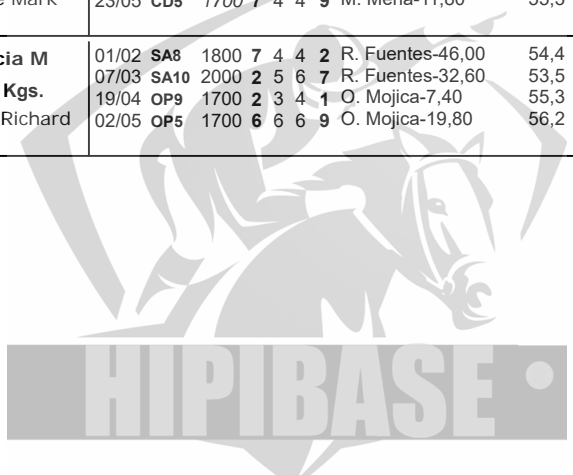 e Mark 23/05 CD5 1700 7 4 4 9 M. Mena-11,80 55,3
cia M 01/02 SA8 1800 7 4 4 2 R. Fuentes-46,00 54,4
07/03 SA10 2000 2 5 6 7 R. Fuentes-32,60 53,5
Kgs. 19/04 OP9 1700 2 3 4 1 O. Mojica-7,40 55,3
Richard 02/05 OP5 1700 6 6 6 9 O. Mojica-19,80 56,2
HIPIBASE